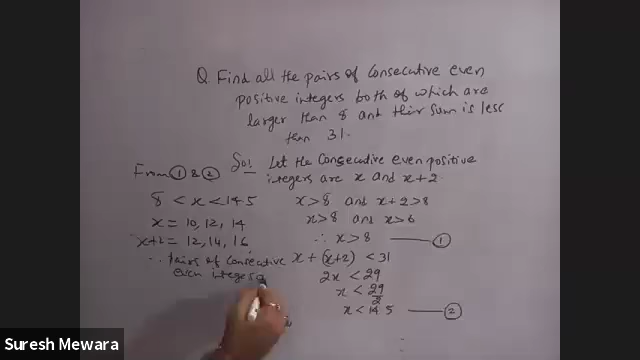 Q Find all the pairs of Consecutive even
positive integers both of which are
larger than 8 and their sum is less
than 31.
Sol Let the Consecutive even positive
integers are x and x+2
x>8 and x+2>8
x>8 and x>6
∴ x>8 —— ①
x+(x+2) < 31
2x < 29
x < 29/2
x < 14.5 —— ②
From ① & ②
8 < x < 14.5
x = 10, 12, 14
x+2 = 12, 14, 16
∴ pairs of Consecutive
even integers
Suresh Mewara